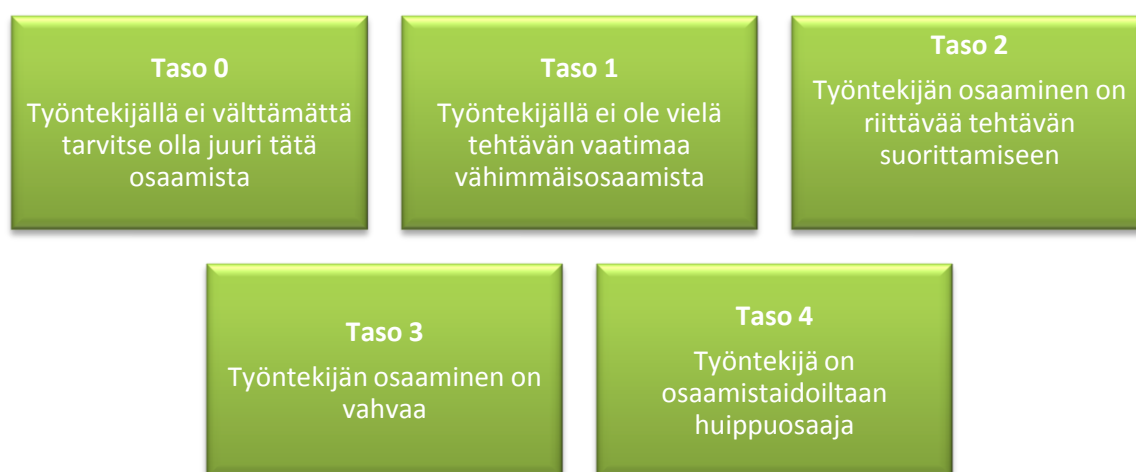 Taso 0
Työntekijällä ei välttämättä
tarvitse olla juuri tätä
osaamista
Taso 1
Työntekijällä ei ole vielä
tehtävän vaatimaa
vähimmäisosaamista
Taso 2
Työntekijän osaaminen on
riittävää tehtävän
suorittamiseen
Taso 3
Työntekijän osaaminen on
vahvaa
Taso 4
Työntekijä on
osaamistaidoiltaan
huippuosaaja